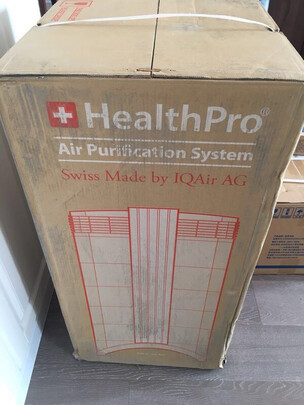 HealthPro®
Air Purification System
Swiss Made by IQAir AG